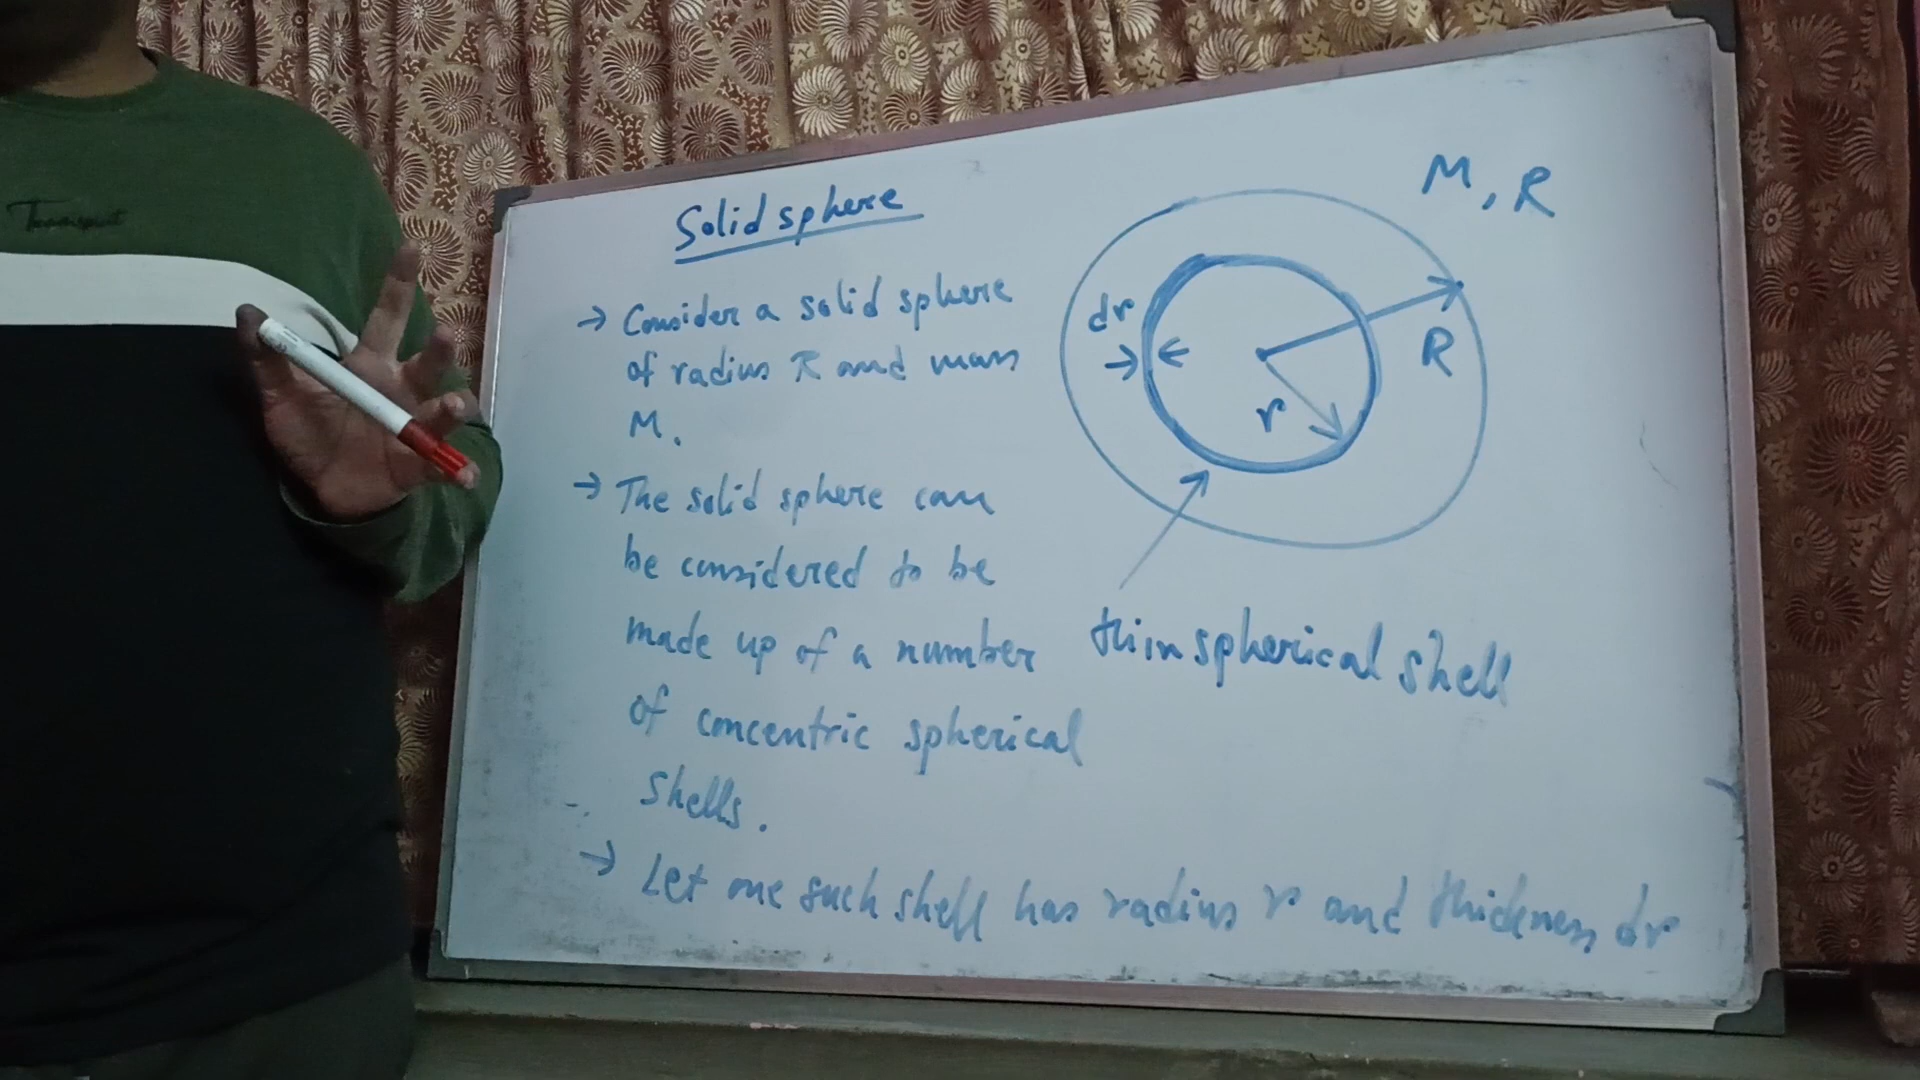 Solid sphere
→ Consider a solid sphere
of radius R and mass
M.
→ The solid sphere can
be considered to be
made up of a number
of concentric spherical
shells.
→ Let one such shell has radius r and thickness dr
M, R
dr
R
r
thin spherical shell